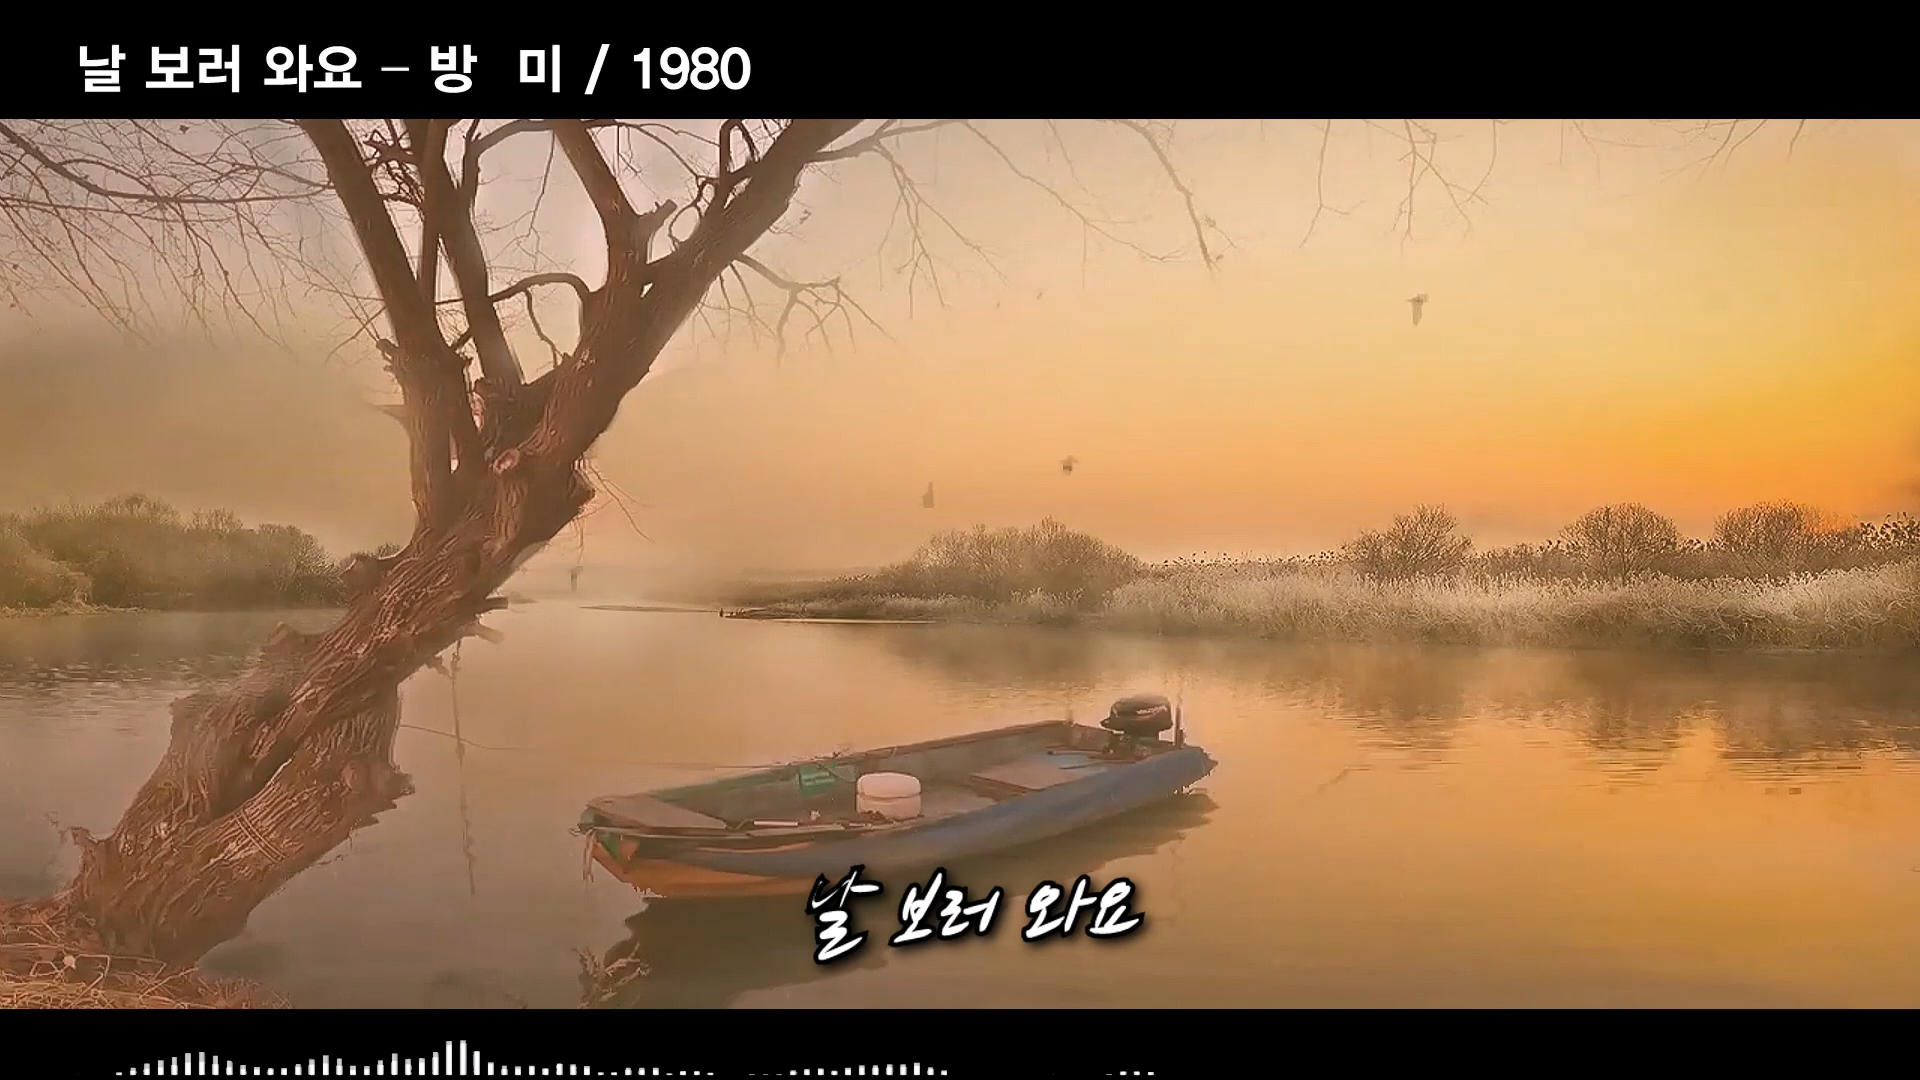 날 보러 와요 - 방 미 / 1980
날 보러 와요